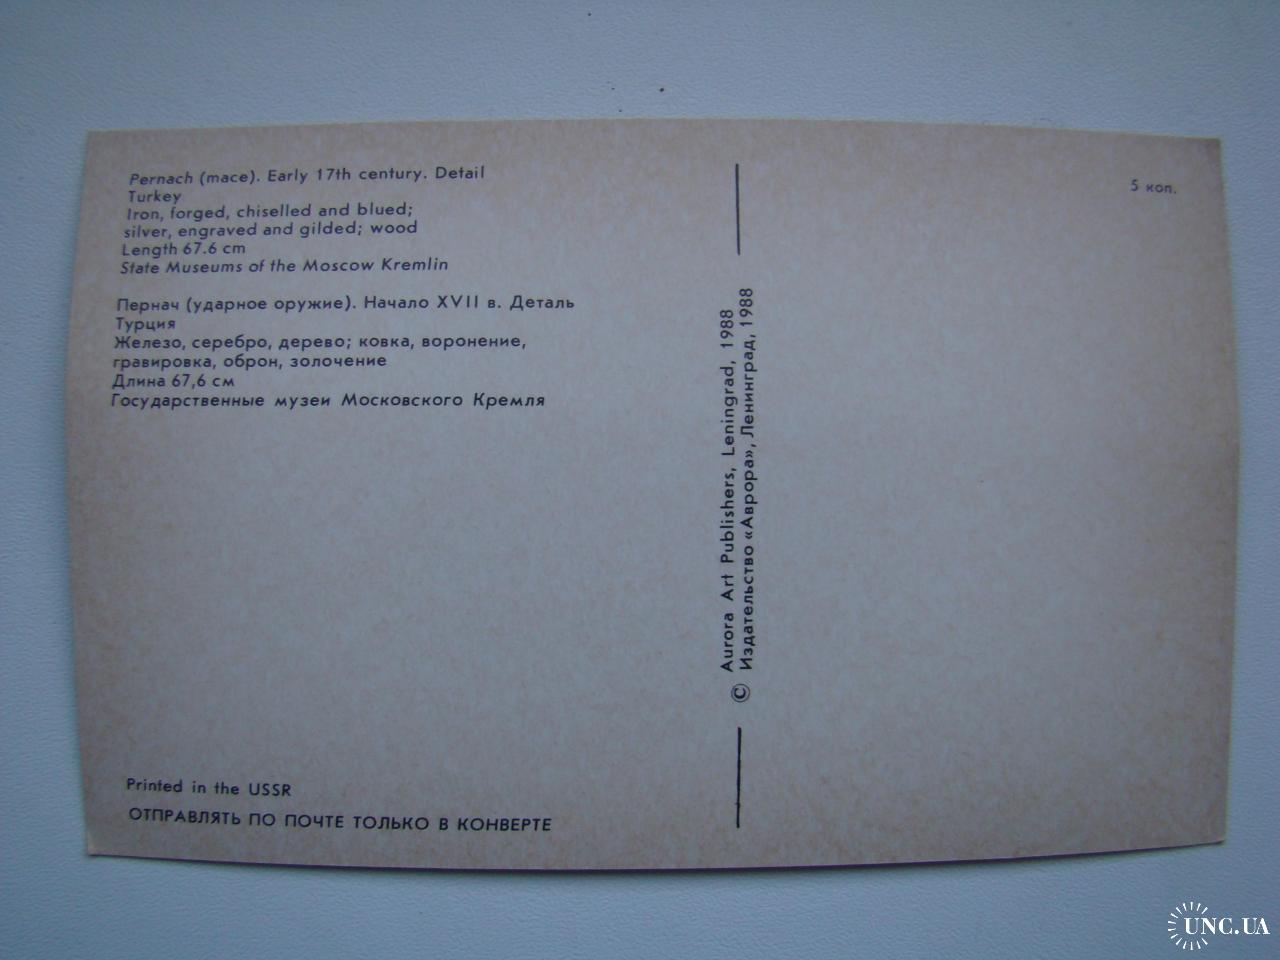 Pernach (mace). Early 17th century. Detail
Turkey
Iron, forged, chiselled and blued;
silver, engraved and gilded; wood
Length 67.6 cm
State Museums of the Moscow Kremlin
Пернач (ударное оружие). Начало XVII в. Деталь
Турция
Железо, серебро, дерево; ковка, воронение,
гравировка, оброн, золочение
Длина 67,6 см
Государственные музеи Московского Кремля
Printed in the USSR
ОТПРАВЛЯТЬ ПО ПОЧТЕ ТОЛЬКО В КОНВЕРТЕ
© Aurora Art Publishers, Leningrad, 1988
Издательство «Аврора», Ленинград, 1988
5 коп.
UNC.UA